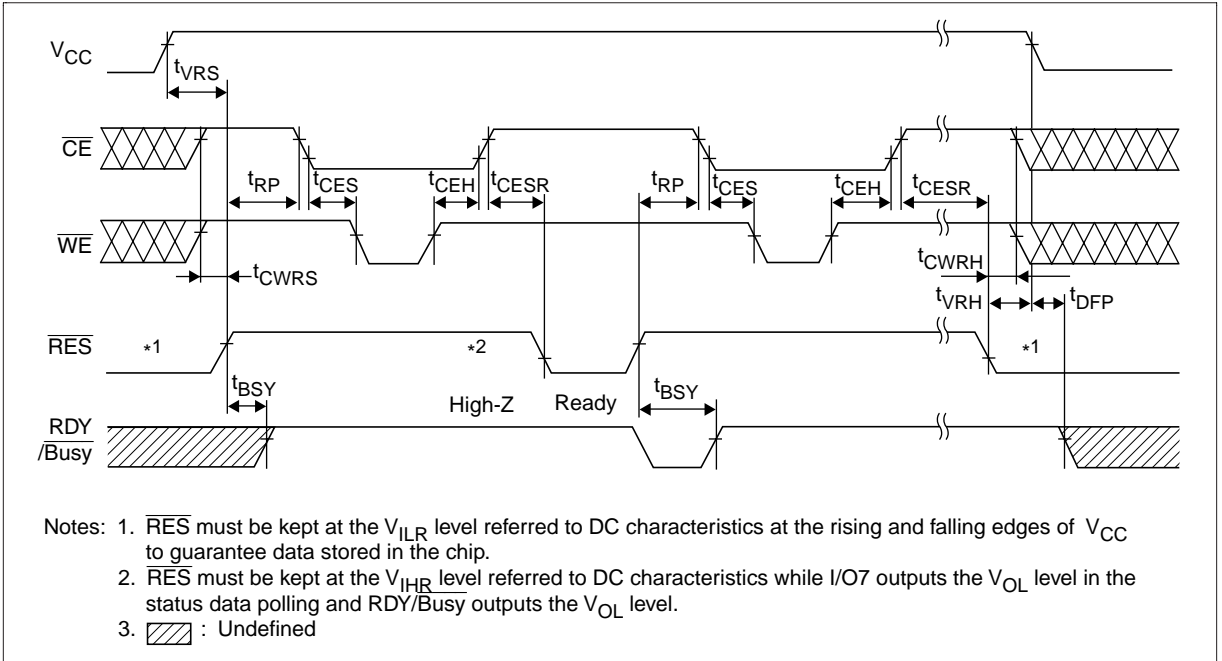 VCC
tVRS
CE
tRP tCES tCEH tCESR tRP tCES tCEH tCESR
WE
tCWRS tCWRH
tVRH tDFP
RES *1 *2 *1
tBSY tBSY
High-Z Ready
RDY
/Busy
Notes: 1. RES must be kept at the VILR level referred to DC characteristics at the rising and falling edges of VCC
to guarantee data stored in the chip.
2. RES must be kept at the VIHR level referred to DC characteristics while I/O7 outputs the VOL level in the
status data polling and RDY/Busy outputs the VOL level.
3. : Undefined